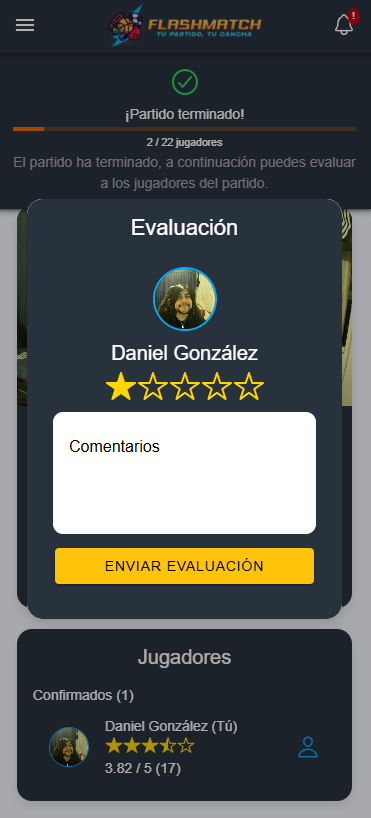 FLASHMATCH
TU PARTIDO, TU CANCHA
!
¡Partido terminado!
2 / 22 jugadores
El partido ha terminado, a continuación puedes evaluar
a los jugadores del partido.
Evaluación
Daniel González
Comentarios
ENVIAR EVALUACIÓN
Jugadores
Confirmados (1)
Daniel González (Tú)
3.82 / 5 (17)